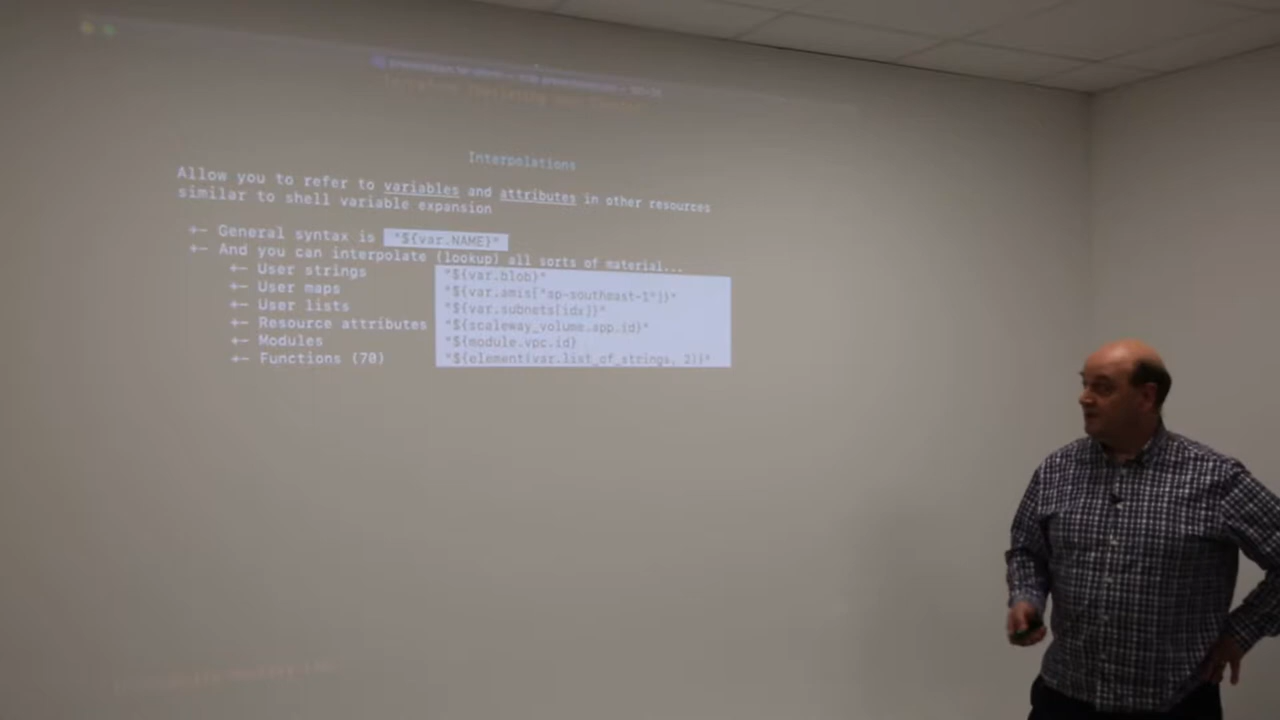 Interpolations
Allow you to refer to variables and attributes in other resources
similar to shell variable expansion
+- General syntax is "${var.NAME}"
+- And you can interpolate (lookup) all sorts of material...
+- User strings "${var.blob}"
+- User maps "${var.amis["ap-southeast-1"]}"
+- User lists "${var.subnets[idx]}"
+- Resource attributes "${scaleway_volume.app.id}"
+- Modules "${module.vpc.id}
+- Functions (70) "${element(var.list_of_strings, 2)}"